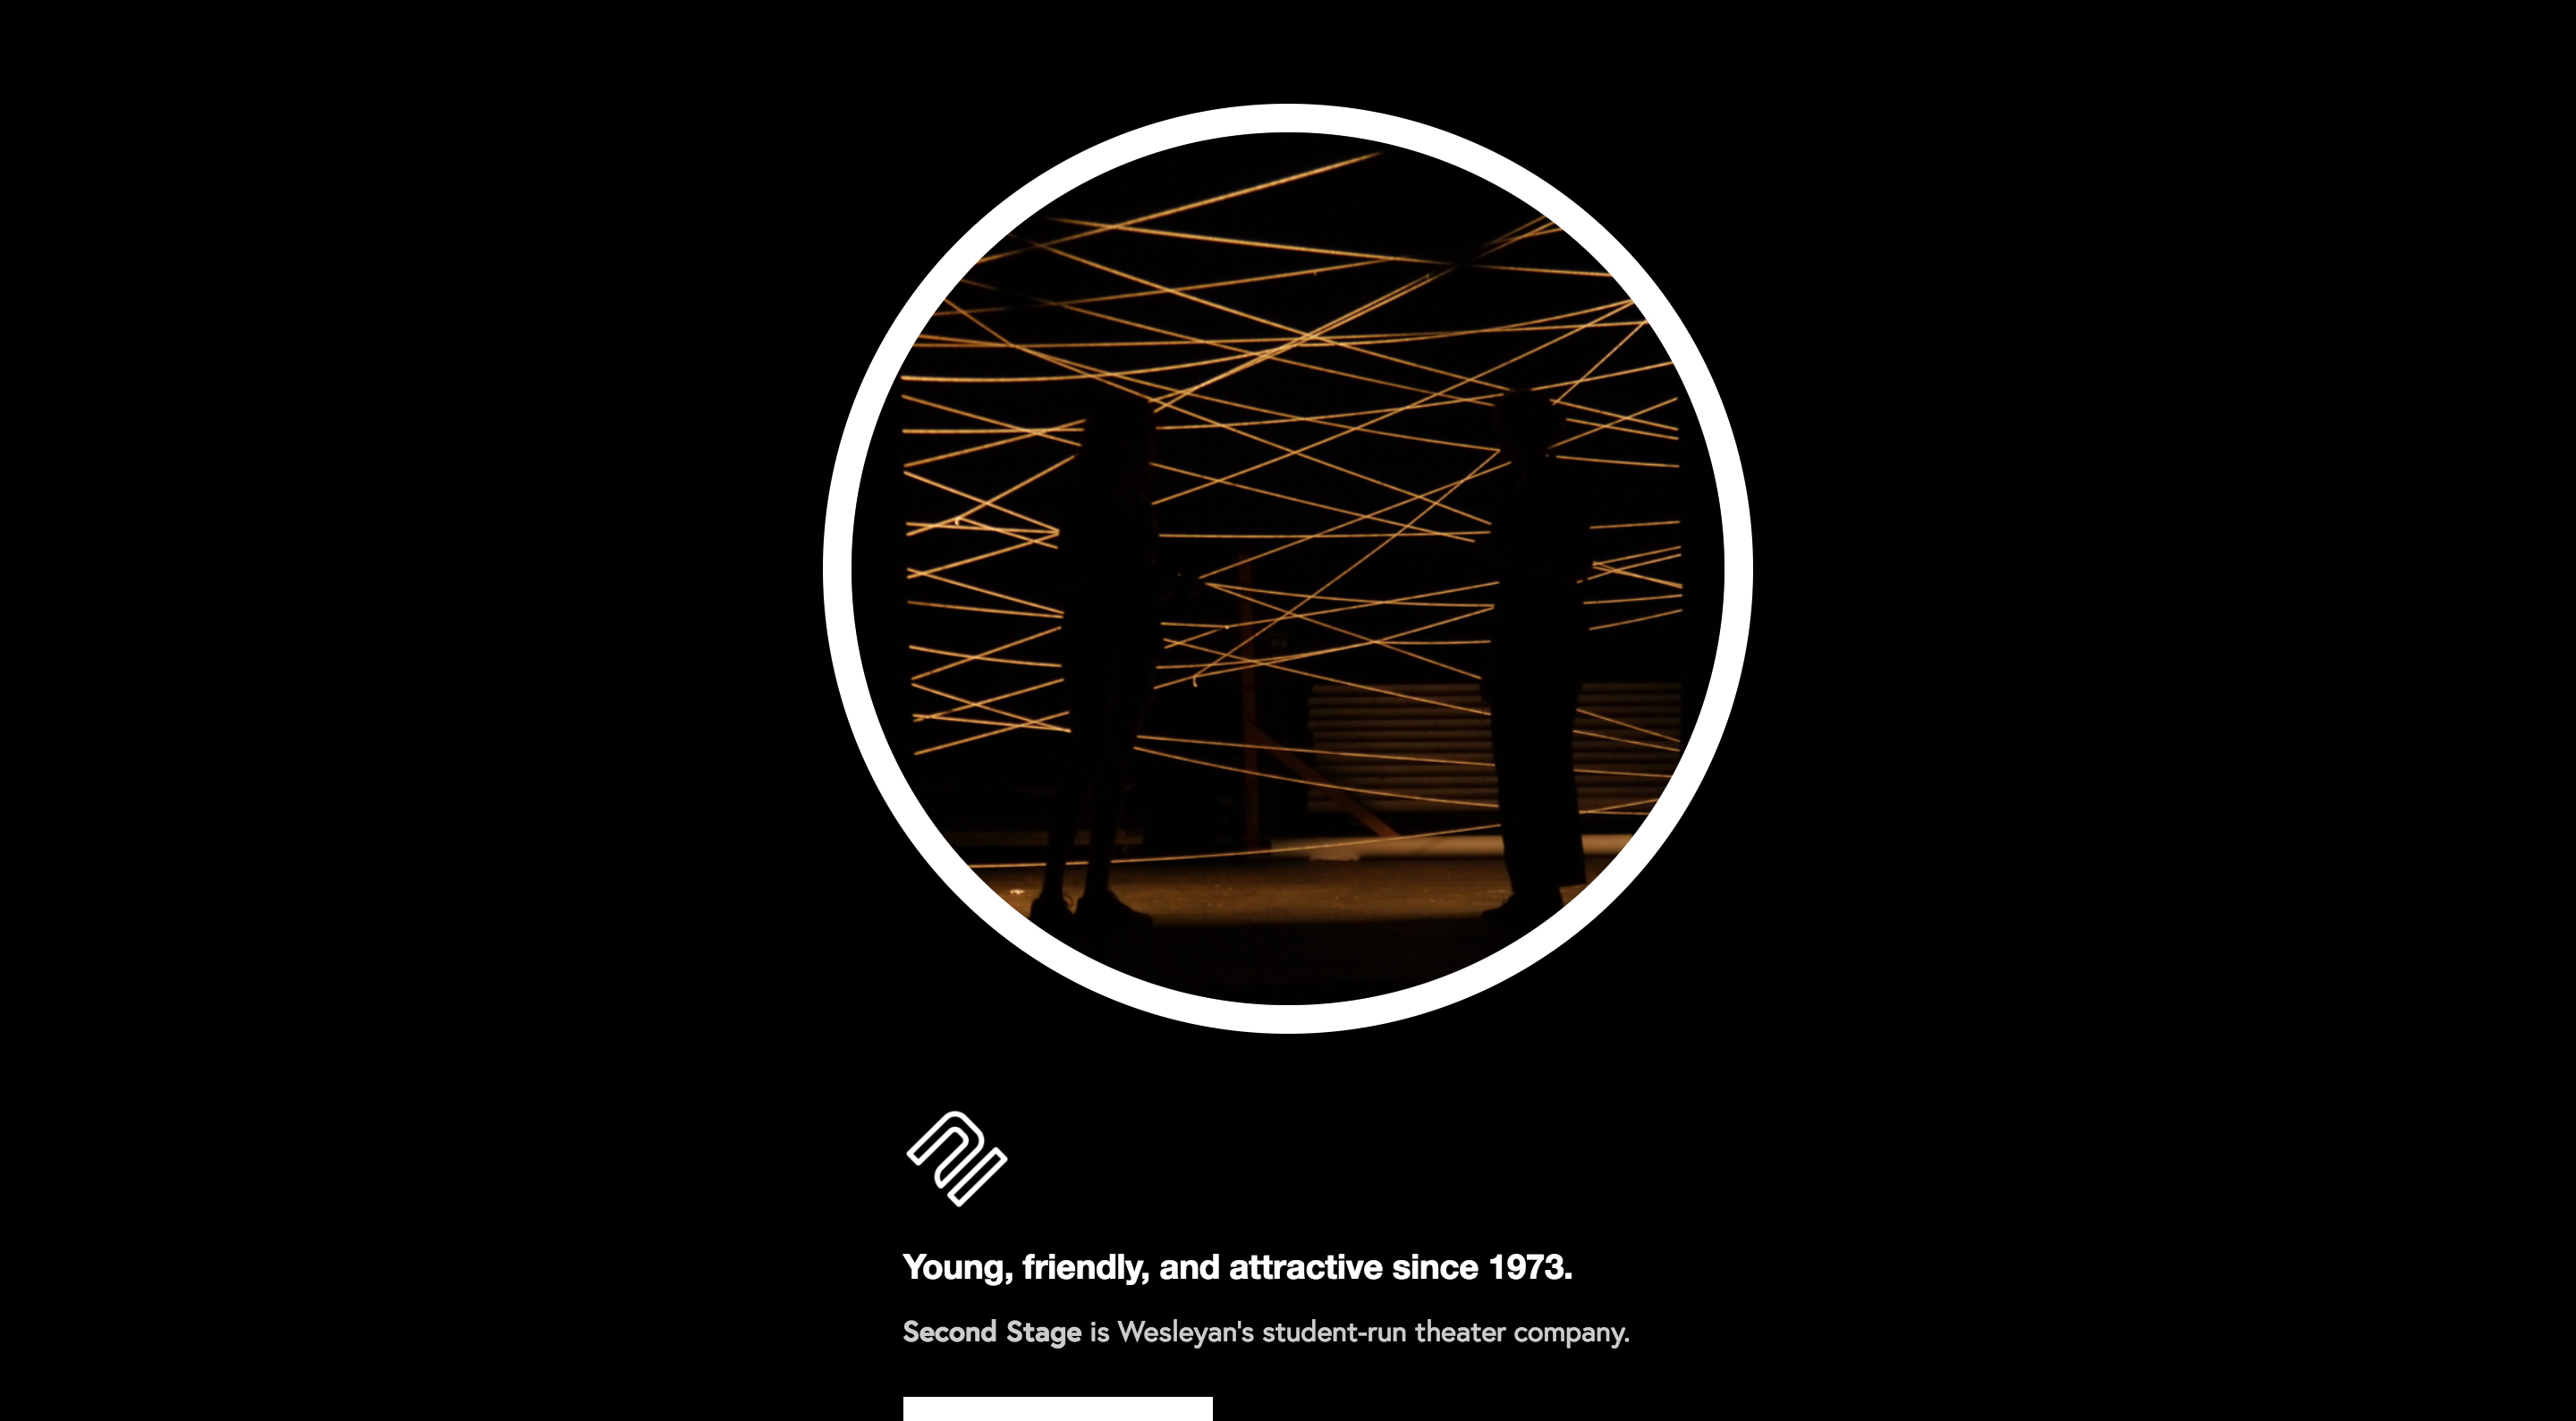 Young, friendly, and attractive since 1973.
Second Stage is Wesleyan's student-run theater company.